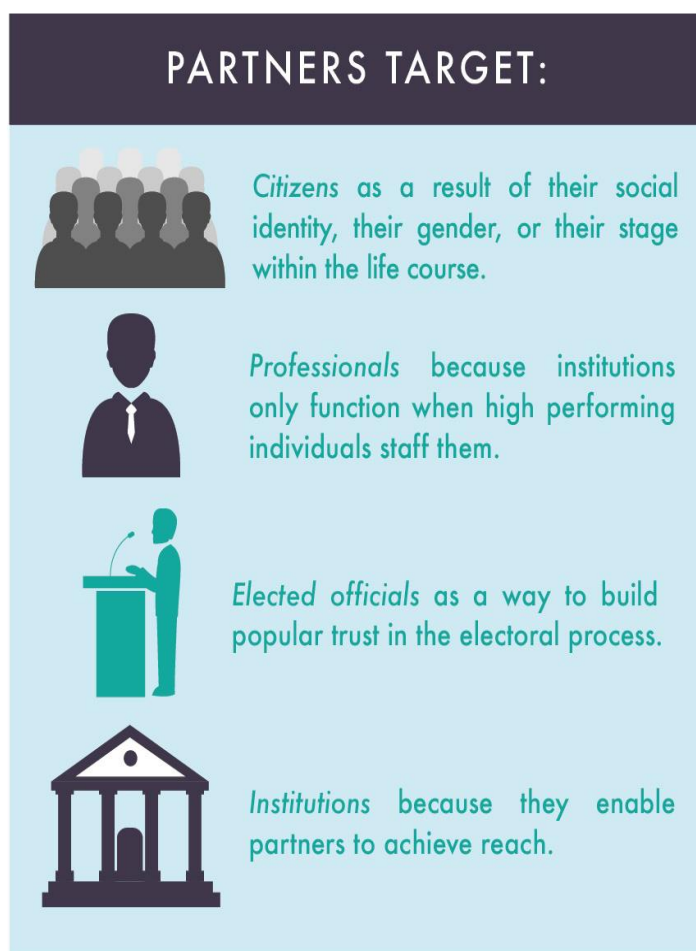 PARTNERS TARGET:
Citizens as a result of their social
identity, their gender, or their stage
within the life course.
Professionals because institutions
only function when high performing
individuals staff them.
Elected officials as a way to build
popular trust in the electoral process.
Institutions because they enable
partners to achieve reach.